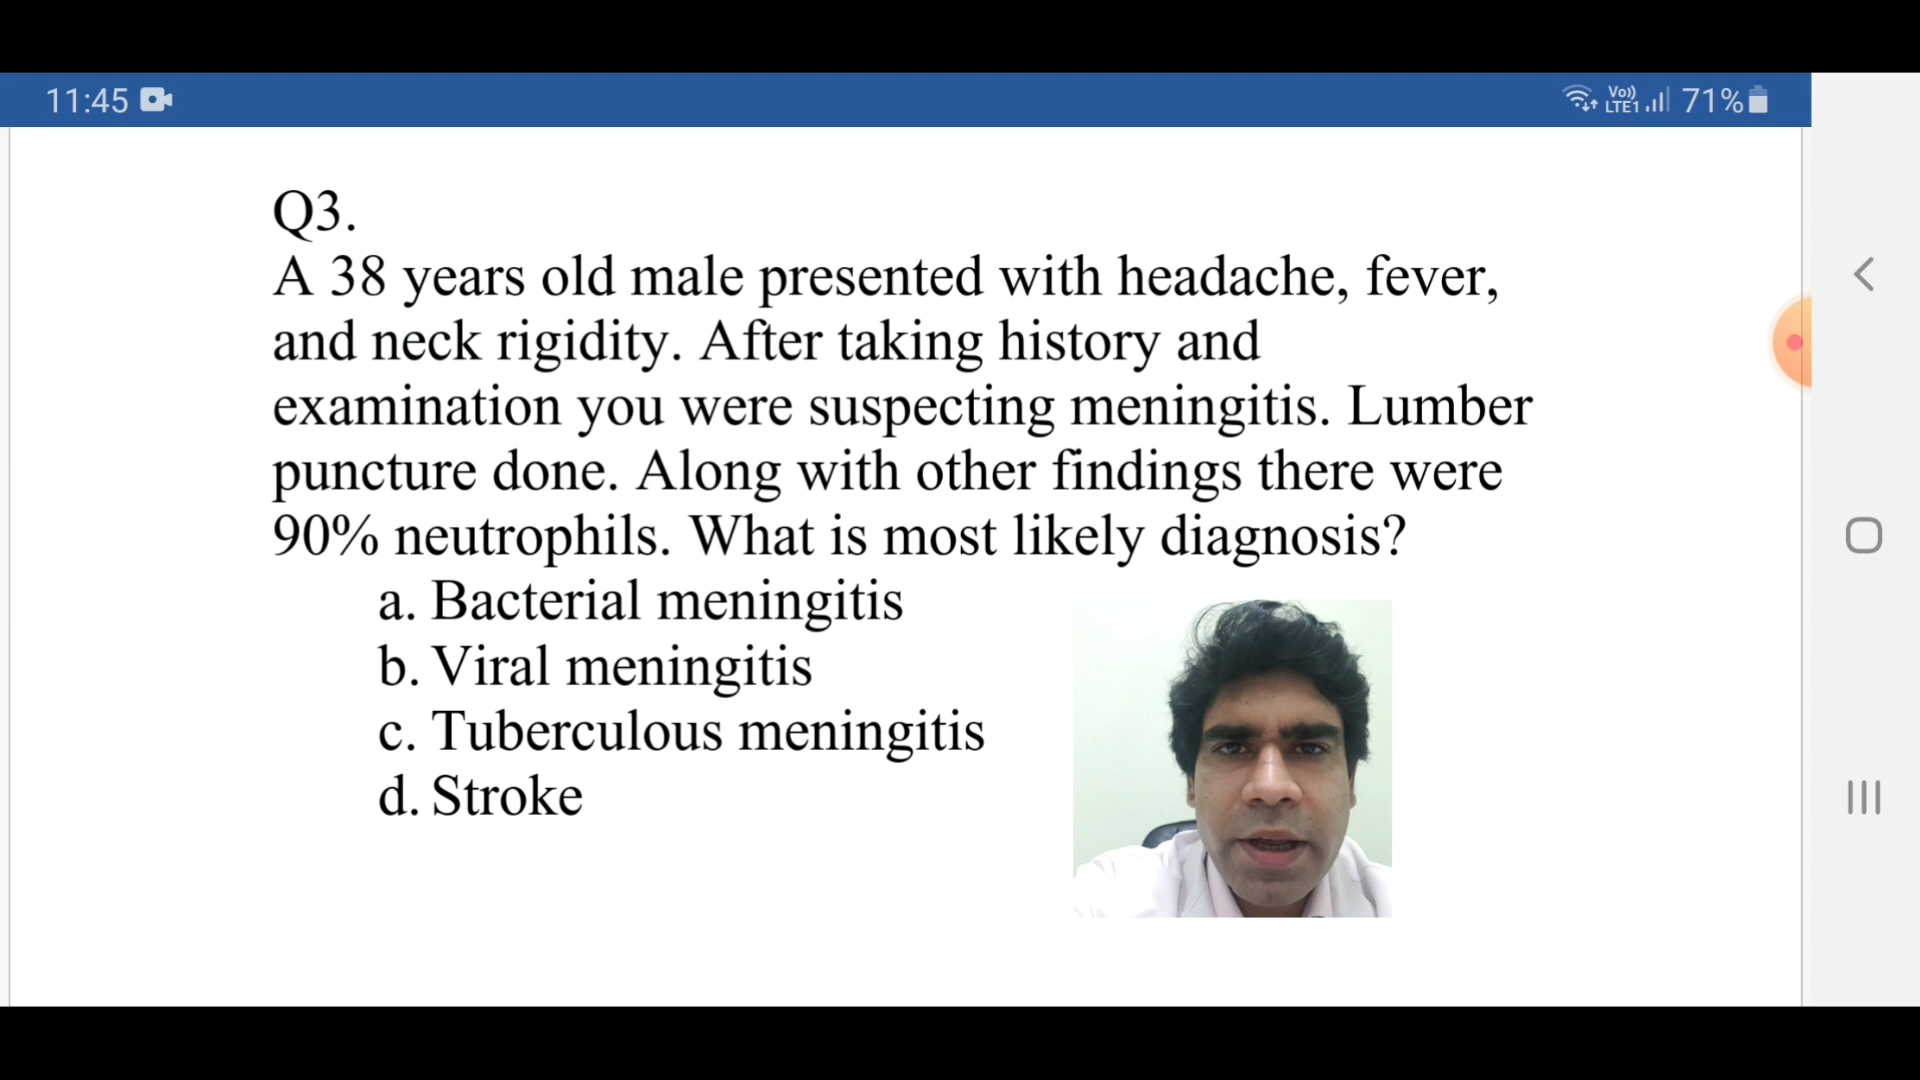 11:45
Vo))
LTE1
71%
Q3.
A 38 years old male presented with headache, fever,
and neck rigidity. After taking history and
examination you were suspecting meningitis. Lumber
puncture done. Along with other findings there were
90% neutrophils. What is most likely diagnosis?
a. Bacterial meningitis
b. Viral meningitis
c. Tuberculous meningitis
d. Stroke